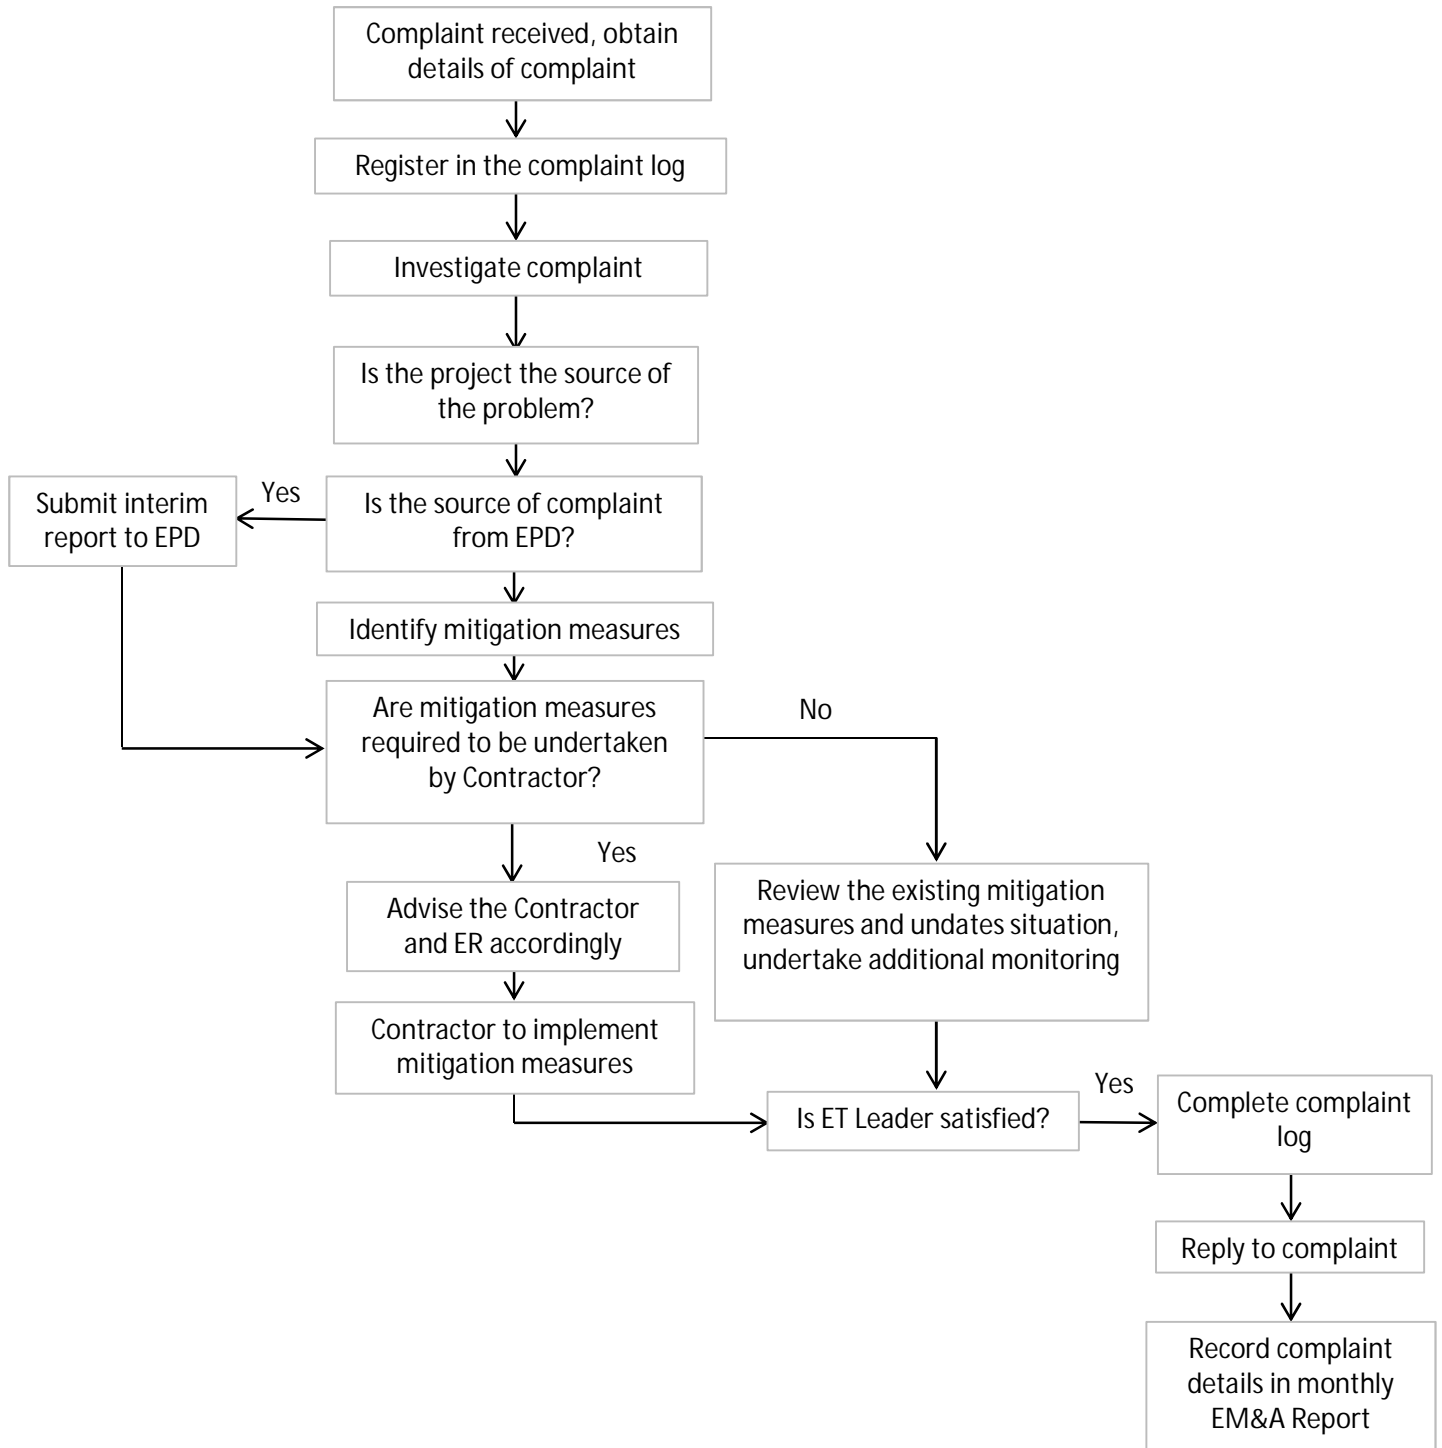 Complaint received, obtain
details of complaint
Register in the complaint log
Investigate complaint
Is the project the source of
the problem?
Submit interim
report to EPD
Yes
Is the source of complaint
from EPD?
Identify mitigation measures
Are mitigation measures
required to be undertaken
by Contractor?
No
Yes
Advise the Contractor
and ER accordingly
Review the existing mitigation
measures and undates situation,
undertake additional monitoring
Contractor to implement
mitigation measures
Is ET Leader satisfied?
Yes
Complete complaint
log
Reply to complaint
Record complaint
details in monthly
EM&A Report